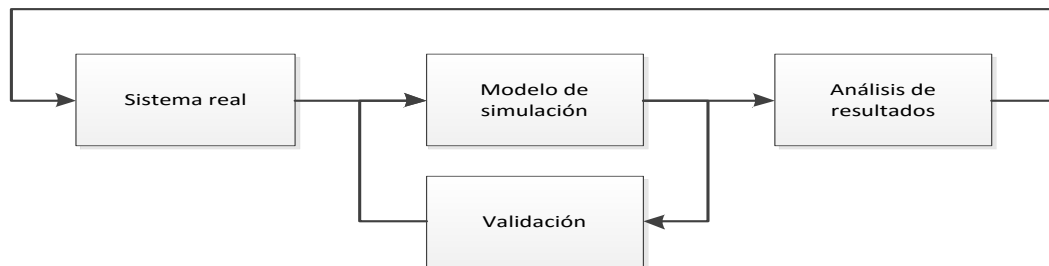 Sistema real
Modelo de
simulación
Análisis de
resultados
Validación